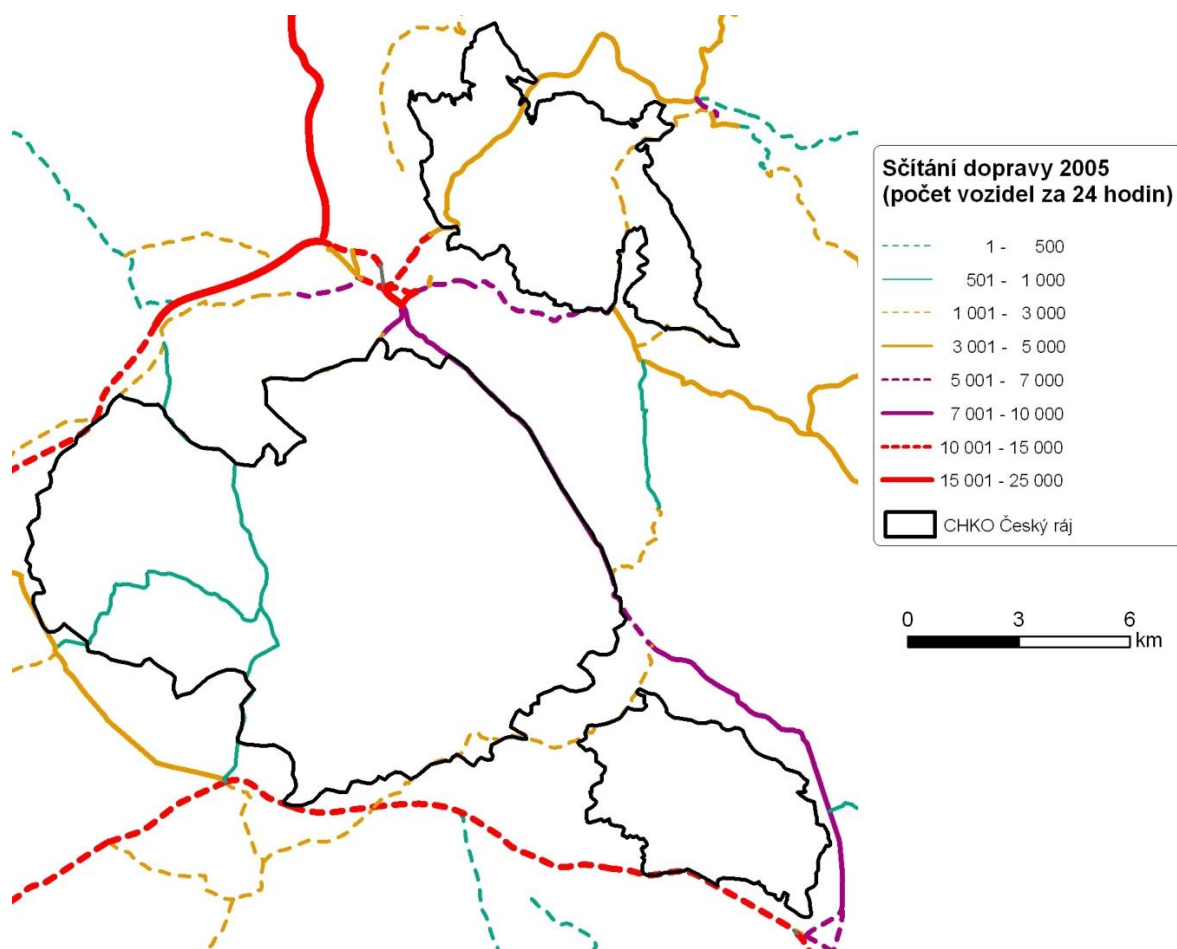 Sčítání dopravy 2005
(počet vozidel za 24 hodin)
1 - 500
501 - 1 000
1 001 - 3 000
3 001 - 5 000
5 001 - 7 000
7 001 - 10 000
10 001 - 15 000
15 001 - 25 000
CHKO Český ráj
0 3 6
km